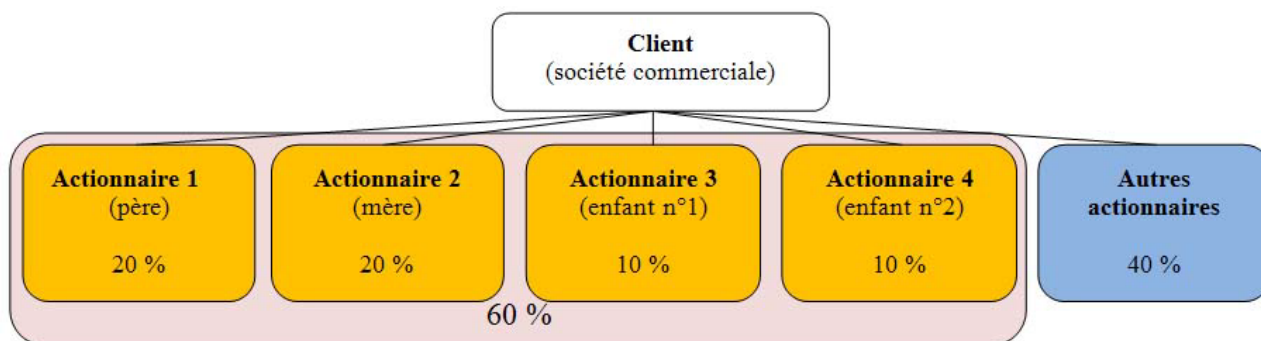 Client
(société commerciale)
Actionnaire 1
(père)
20 %
Actionnaire 2
(mère)
20 %
Actionnaire 3
(enfant n°1)
10 %
Actionnaire 4
(enfant n°2)
10 %
Autres
actionnaires
40 %
60 %